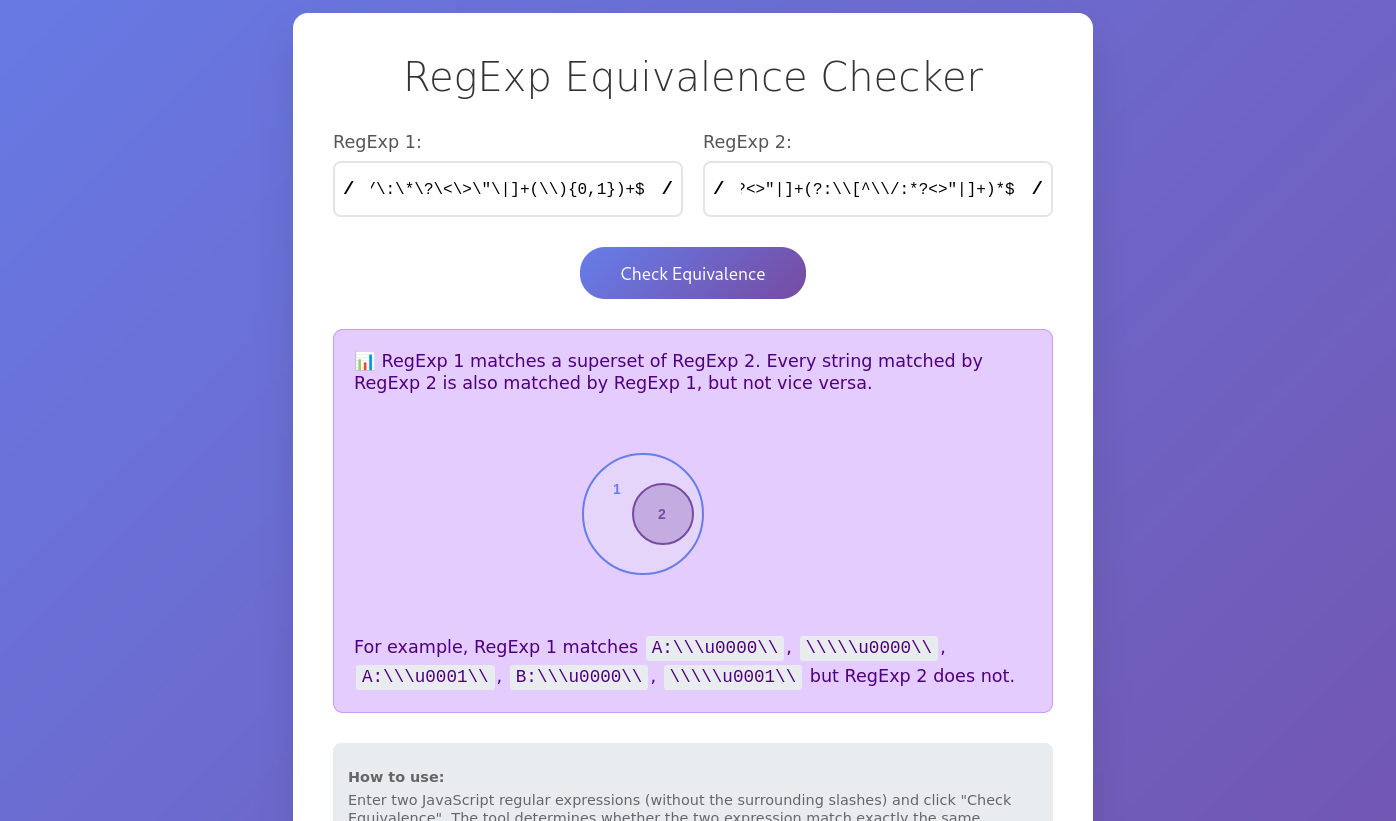 RegExp Equivalence Checker
RegExp 1: RegExp 2:
/ \:\*\?\<\>\"\|]+(\\){0,1})+$ / / ?<>"|]+(?:\\[^\\/:*?<>"|]+)*$ /
Check Equivalence
📊 RegExp 1 matches a superset of RegExp 2. Every string matched by
RegExp 2 is also matched by RegExp 1, but not vice versa.
1
2
For example, RegExp 1 matches A:\\\u0000\\, \\\\\u0000\\,
A:\\\u0001\\, B:\\\u0000\\, \\\\\u0001\\ but RegExp 2 does not.
How to use:
Enter two JavaScript regular expressions (without the surrounding slashes) and click "Check
Equivalence". The tool determines whether the two expression match exactly the same